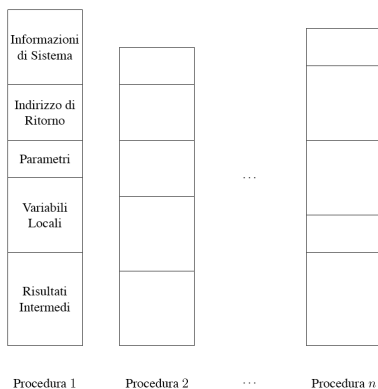 Informazioni
di Sistema
Indirizzo di
Ritorno
Parametri
...
Variabili
Locali
Risultati
Intermedi
Procedura 1 Procedura 2 ... Procedura n